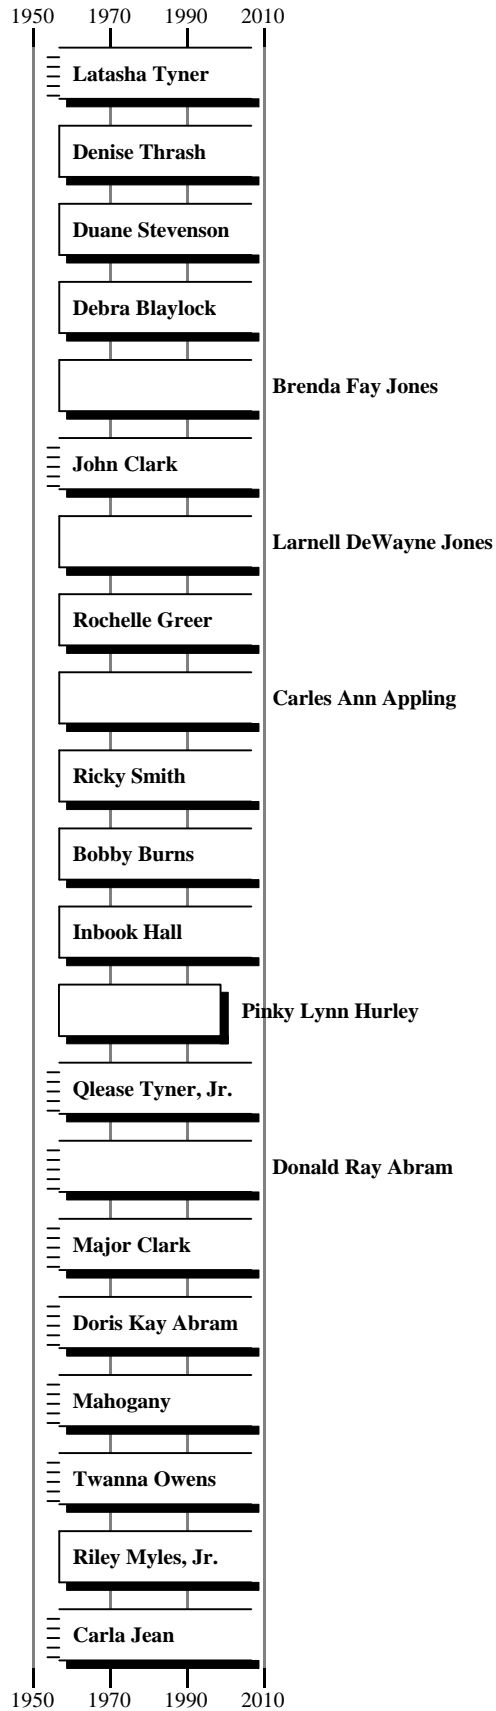 1950 1970 1990 2010
Latasha Tyner
Denise Thrash
Duane Stevenson
Debra Blaylock
Brenda Fay Jones
John Clark
Larnell DeWayne Jones
Rochelle Greer
Carles Ann Appling
Ricky Smith
Bobby Burns
Inbook Hall
Pinky Lynn Hurley
Qlease Tyner, Jr.
Donald Ray Abram
Major Clark
Doris Kay Abram
Mahogany
Twanna Owens
Riley Myles, Jr.
Carla Jean
1950 1970 1990 2010